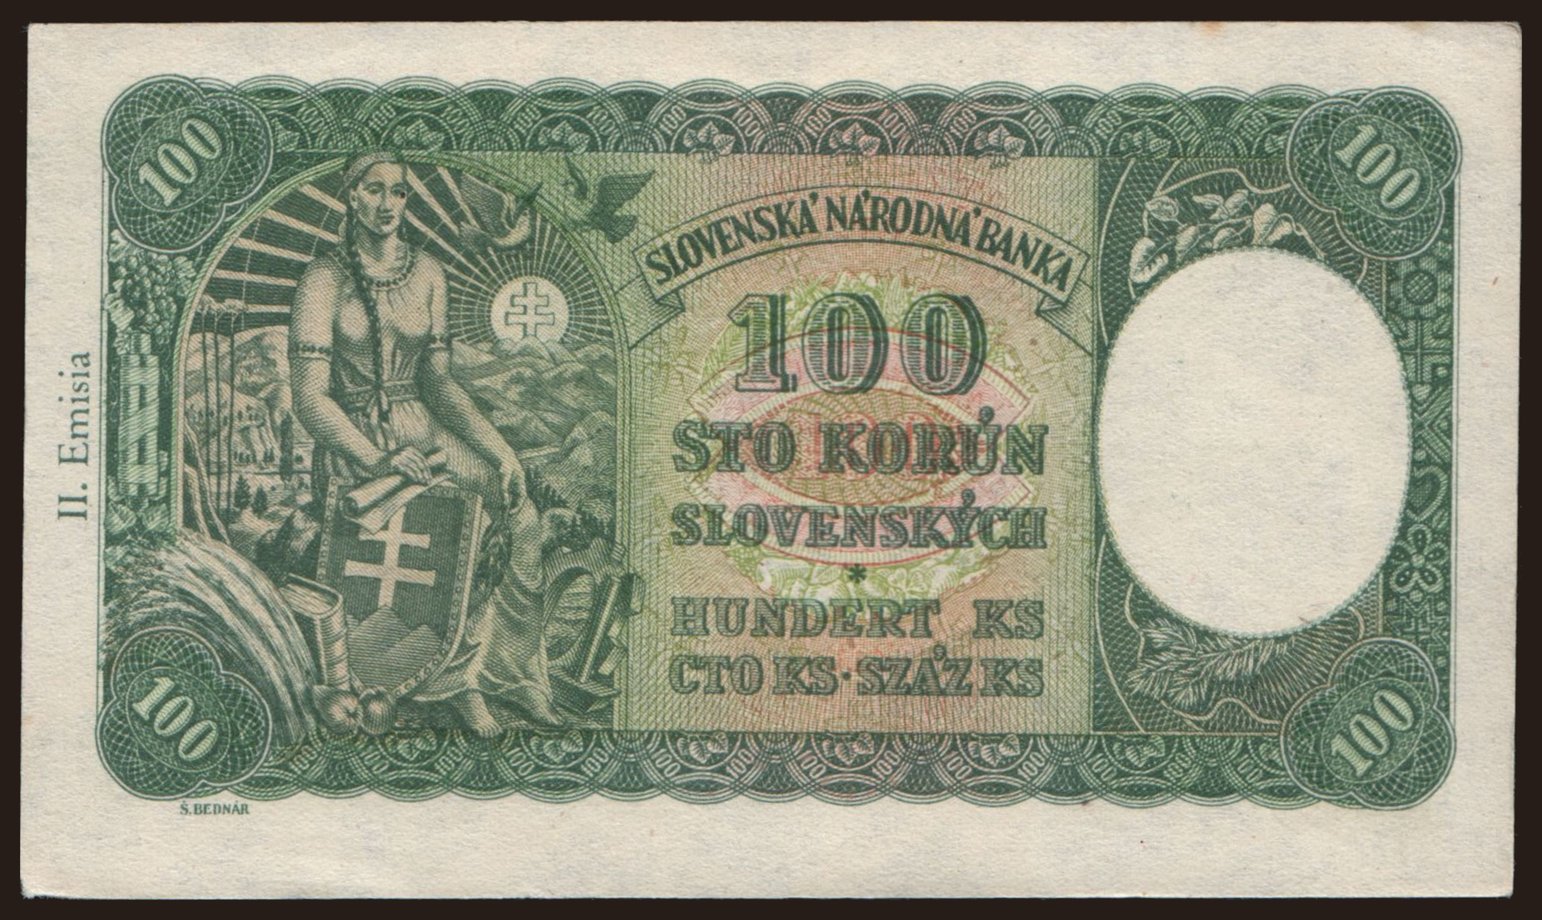 100
100
SLOVENSKÁ NÁRODNÁ BANKA
100
STO KORÚN
SLOVENSKÝCH
*
HUNDERT KS
CTO KS · SZÁZ KS
II. Emisia
100
100
Š. BEDNÁR